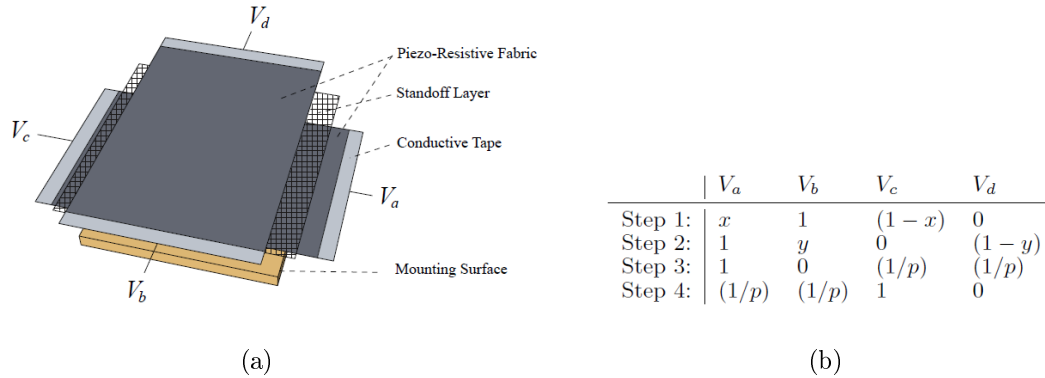 V_d
Piezo-Resistive Fabric
Standoff Layer
V_c
Conductive Tape
V_a
Mounting Surface
V_b
(a)
V_a V_b V_c V_d
Step 1: x 1 (1 − x) 0
Step 2: 1 y 0 (1 − y)
Step 3: 1 0 (1/p) (1/p)
Step 4: (1/p) (1/p) 1 0
(b)